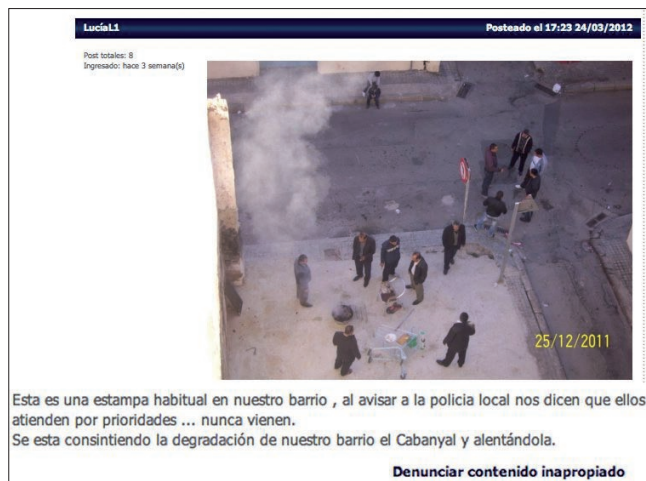 LucíaL1 Posteado el 17:23 24/03/2012
Post totales: 8
Ingresado: hace 3 semana(s)
25/12/2011
Esta es una estampa habitual en nuestro barrio , al avisar a la policia local nos dicen que ellos
atienden por prioridades ... nunca vienen.
Se esta consintiendo la degradación de nuestro barrio el Cabanyal y alentándola.
Denunciar contenido inapropiado